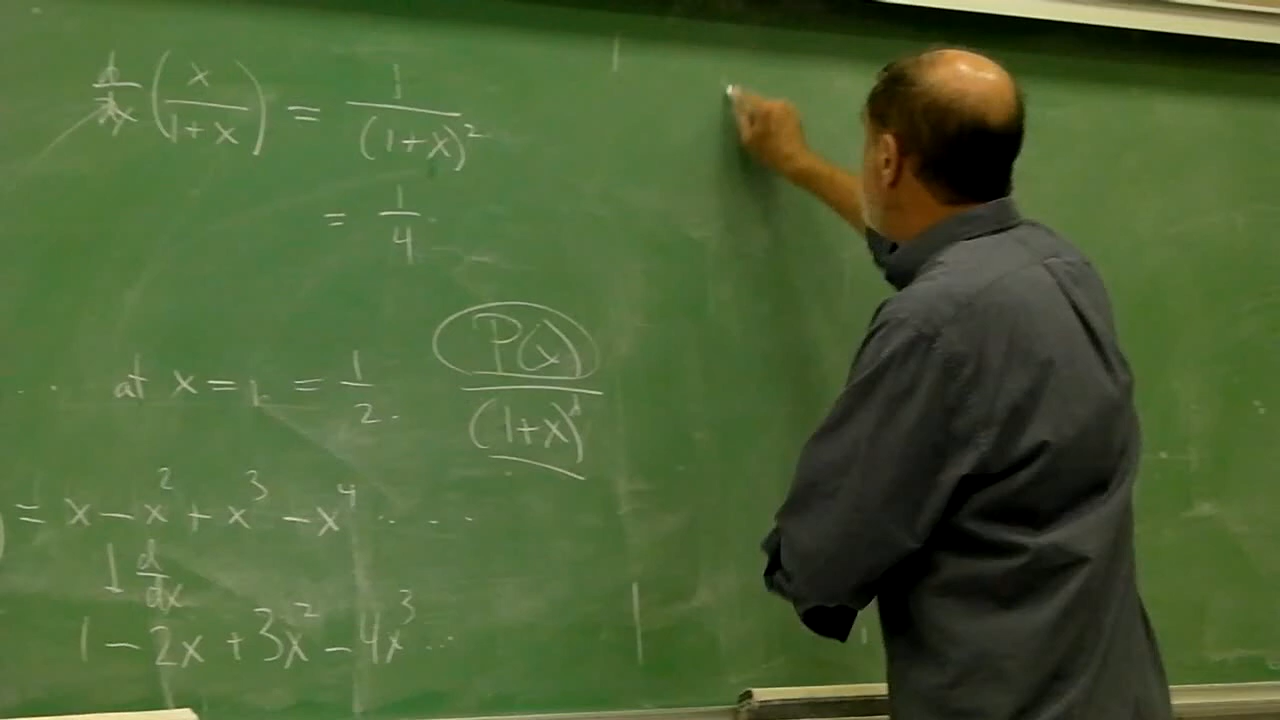 d/dx (x/(1+x)) = 1/(1+x)²
= 1/4
.. at x = 1 = 1/2.
P(x)/(1+x)
) = x - x² + x³ - x⁴ ....
d/dx
1 - 2x + 3x² - 4x³ ...